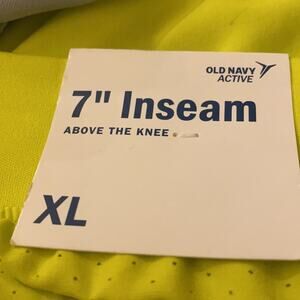 OLD NAVY
ACTIVE
7" Inseam
ABOVE THE KNEE
XL